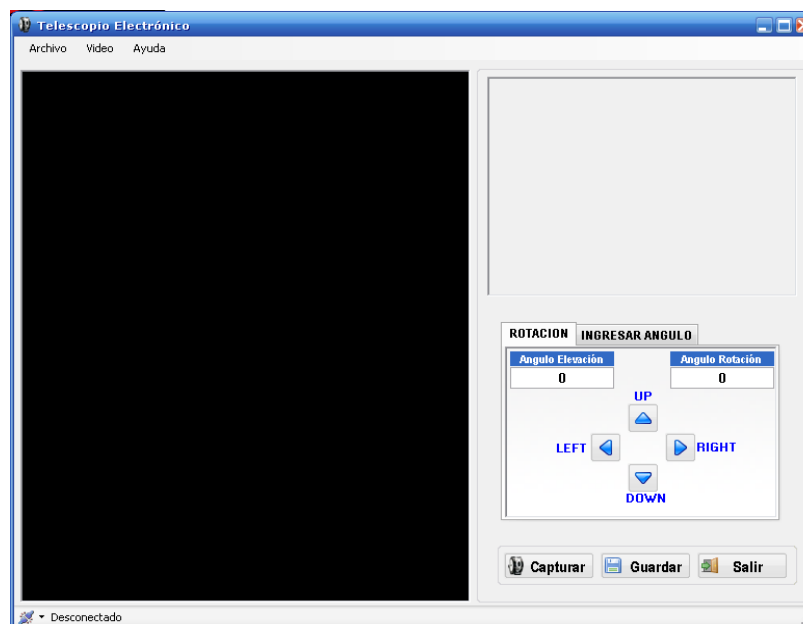 Telescopio Electrónico
Archivo Video Ayuda
ROTACION INGRESAR ANGULO
Angulo Elevación Angulo Rotación
0 0
UP
LEFT RIGHT
DOWN
Capturar Guardar Salir
Desconectado